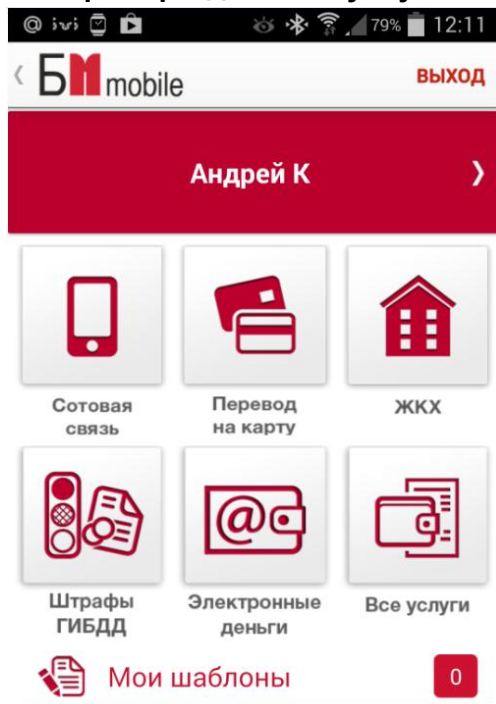 ivi 79% 12:11
БМ mobile ВЫХОД
Андрей К
Сотовая связь
Перевод на карту
ЖКХ
Штрафы ГИБДД
Электронные деньги
Все услуги
Мои шаблоны 0